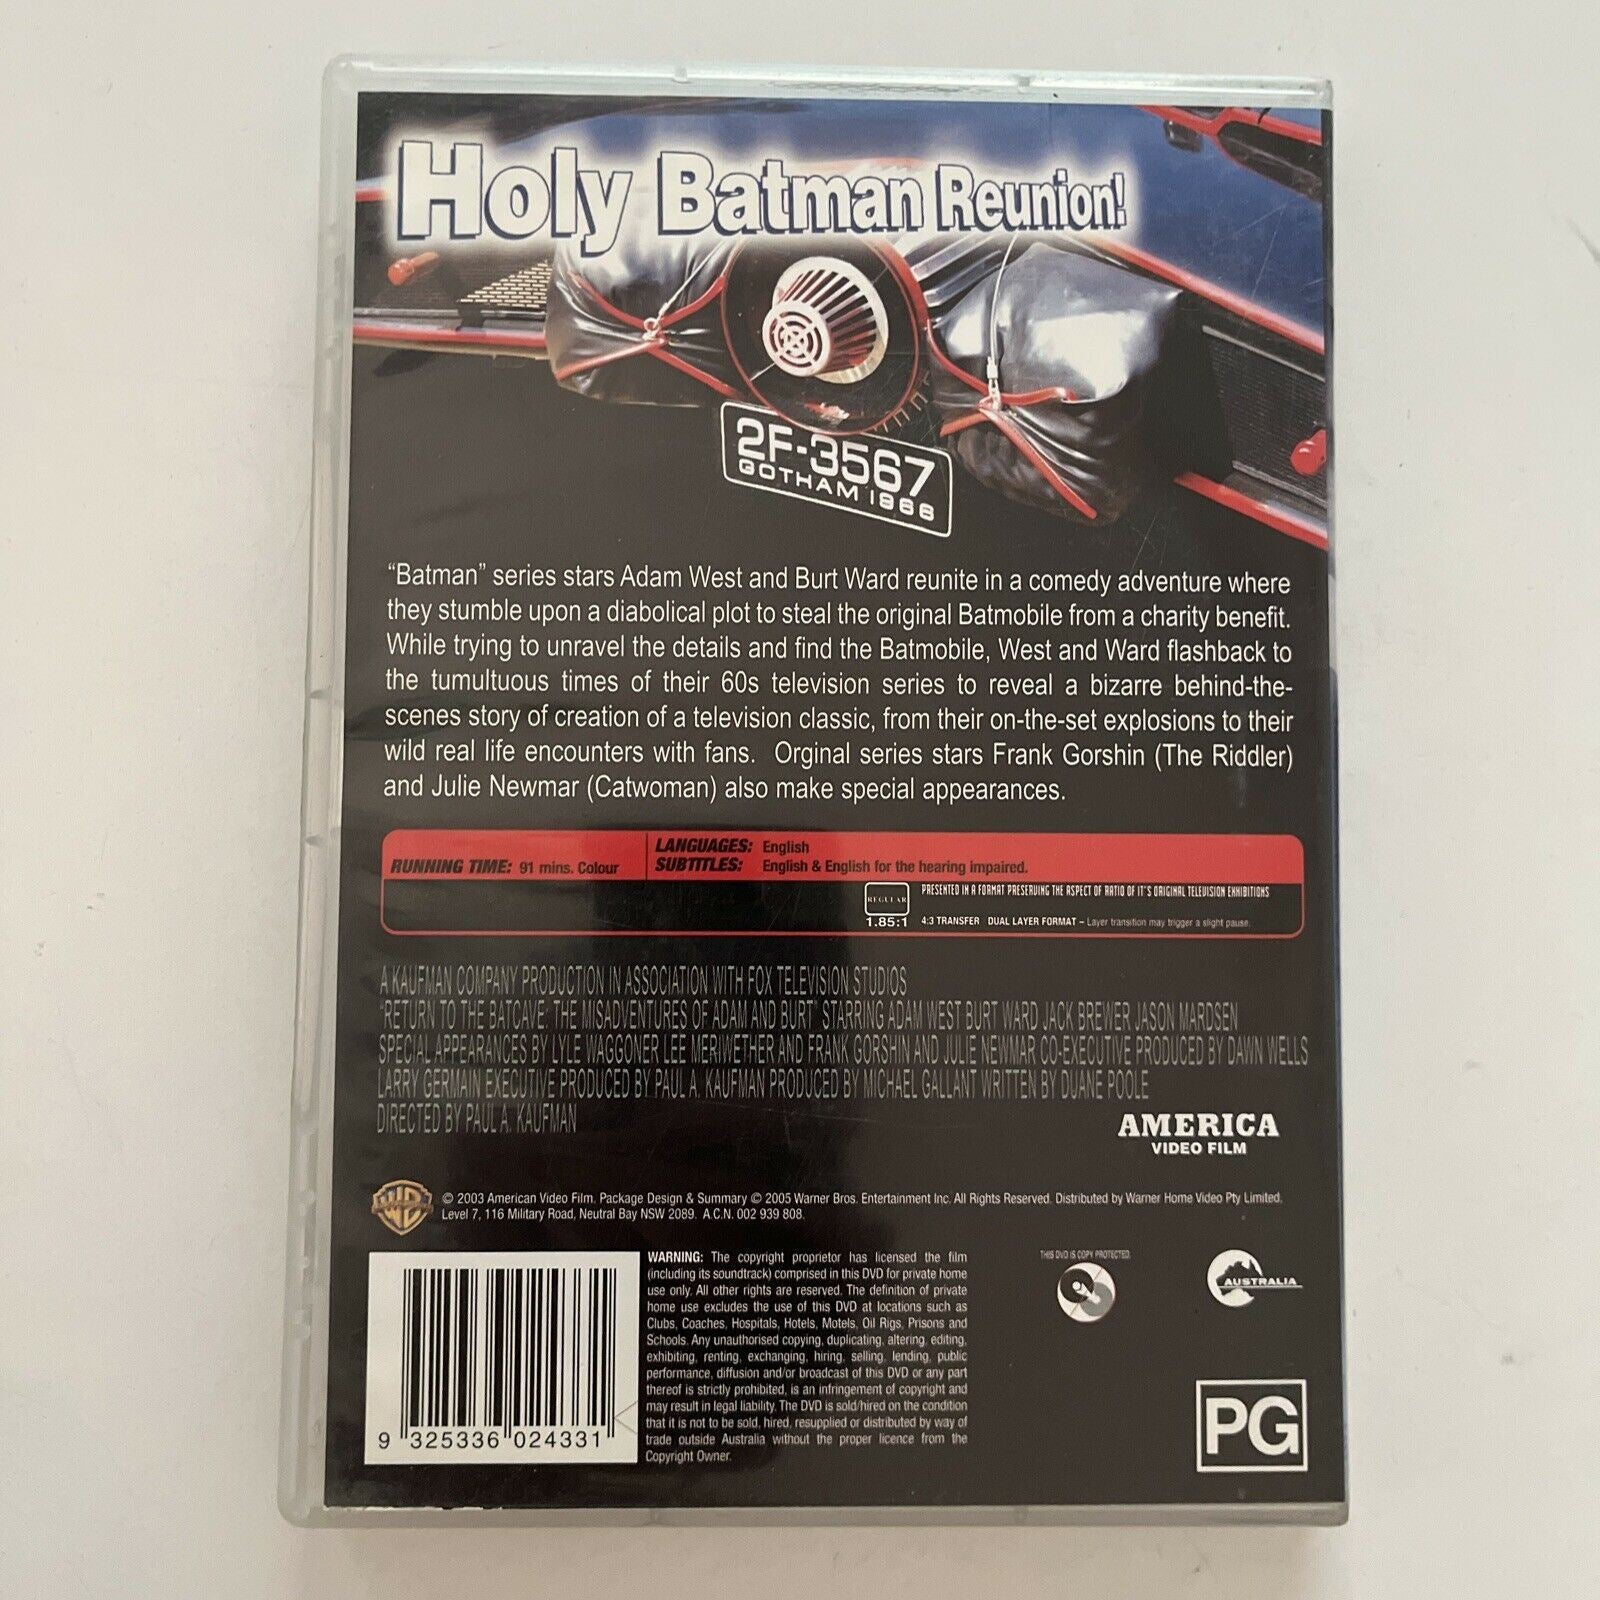 Holy Batman Reunion!
2F-3567
GOTHAM 1966
“Batman” series stars Adam West and Burt Ward reunite in a comedy adventure where
they stumble upon a diabolical plot to steal the original Batmobile from a charity benefit.
While trying to unravel the details and find the Batmobile, West and Ward flashback to
the tumultuous times of their 60s television series to reveal a bizarre behind-the-
scenes story of creation of a television classic, from their on-the-set explosions to their
wild real life encounters with fans. Orginal series stars Frank Gorshin (The Riddler)
and Julie Newmar (Catwoman) also make special appearances.
RUNNING TIME: 91 mins. Colour
LANGUAGES: English
SUBTITLES: English & English for the hearing impaired.
REGULAR
1.85:1
PRESENTED IN A FORMAT PRESERVING THE ASPECT OF RATIO OF IT'S ORIGINAL TELEVISION EXHIBITIONS
4:3 TRANSFER DUAL LAYER FORMAT – Layer transition may trigger a slight pause.
A KAUFMAN COMPANY PRODUCTION IN ASSOCIATION WITH FOX TELEVISION STUDIOS
"RETURN TO THE BATCAVE: THE MISADVENTURES OF ADAM AND BURT" STARRING ADAM WEST BURT WARD JACK BREWER JASON MARDSEN
SPECIAL APPEARANCES BY LYLE WAGGONER LEE MERIWETHER AND FRANK GORSHIN AND JULIE NEWMAR CO-EXECUTIVE PRODUCED BY DAWN WELLS
LARRY GERMAIN EXECUTIVE PRODUCED BY PAUL A. KAUFMAN PRODUCED BY MICHAEL GALLANT WRITTEN BY DUANE POOLE
DIRECTED BY PAUL A. KAUFMAN
AMERICA
VIDEO FILM
WB
© 2003 American Video Film. Package Design & Summary © 2005 Warner Bros. Entertainment Inc. All Rights Reserved. Distributed by Warner Home Video Pty Limited.
Level 7, 116 Military Road, Neutral Bay NSW 2089. A.C.N. 002 939 808.
WARNING: The copyright proprietor has licensed the film
(including its soundtrack) comprised in this DVD for private home
use only. All other rights are reserved. The definition of private
home use excludes the use of this DVD at locations such as
Clubs, Coaches, Hospitals, Hotels, Motels, Oil Rigs, Prisons and
Schools. Any unauthorised copying, duplicating, altering, editing,
exhibiting, renting, exchanging, hiring, selling, lending, public
performance, diffusion and/or broadcast of this DVD or any part
thereof is strictly prohibited, is an infringement of copyright and
may result in legal liability. The DVD is sold/hired on the condition
that it is not to be sold, hired, resupplied or distributed by way of
trade outside Australia without the proper licence from the
Copyright Owner.
9 325336 024331
THIS DVD IS COPY PROTECTED.
AUSTRALIA
PG